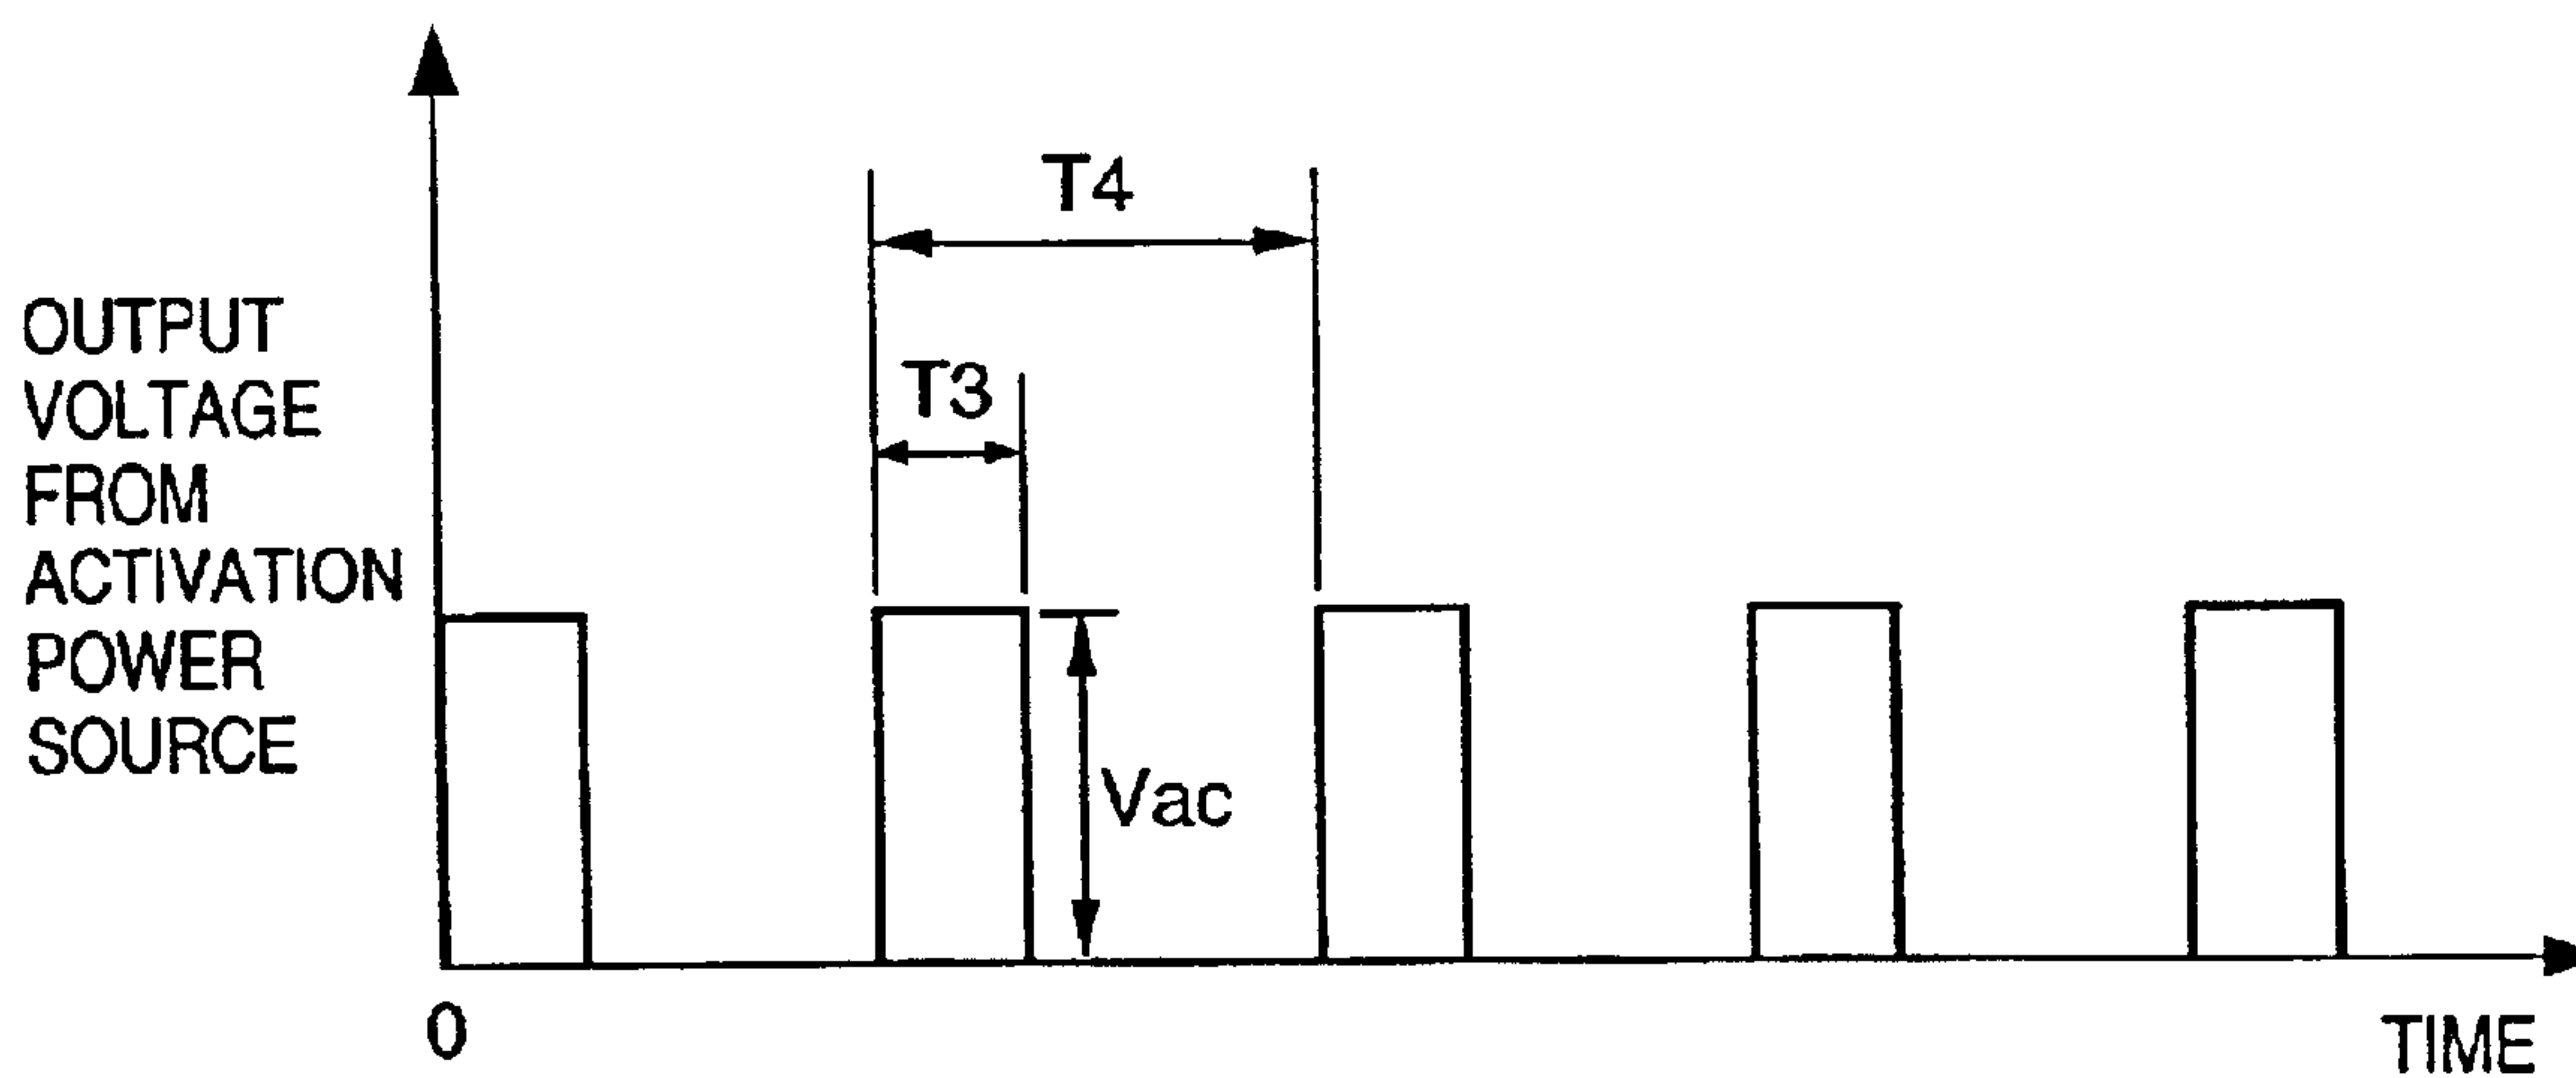 T4
T3
OUTPUT
VOLTAGE
FROM
ACTIVATION
POWER
SOURCE
Vac
0
TIME